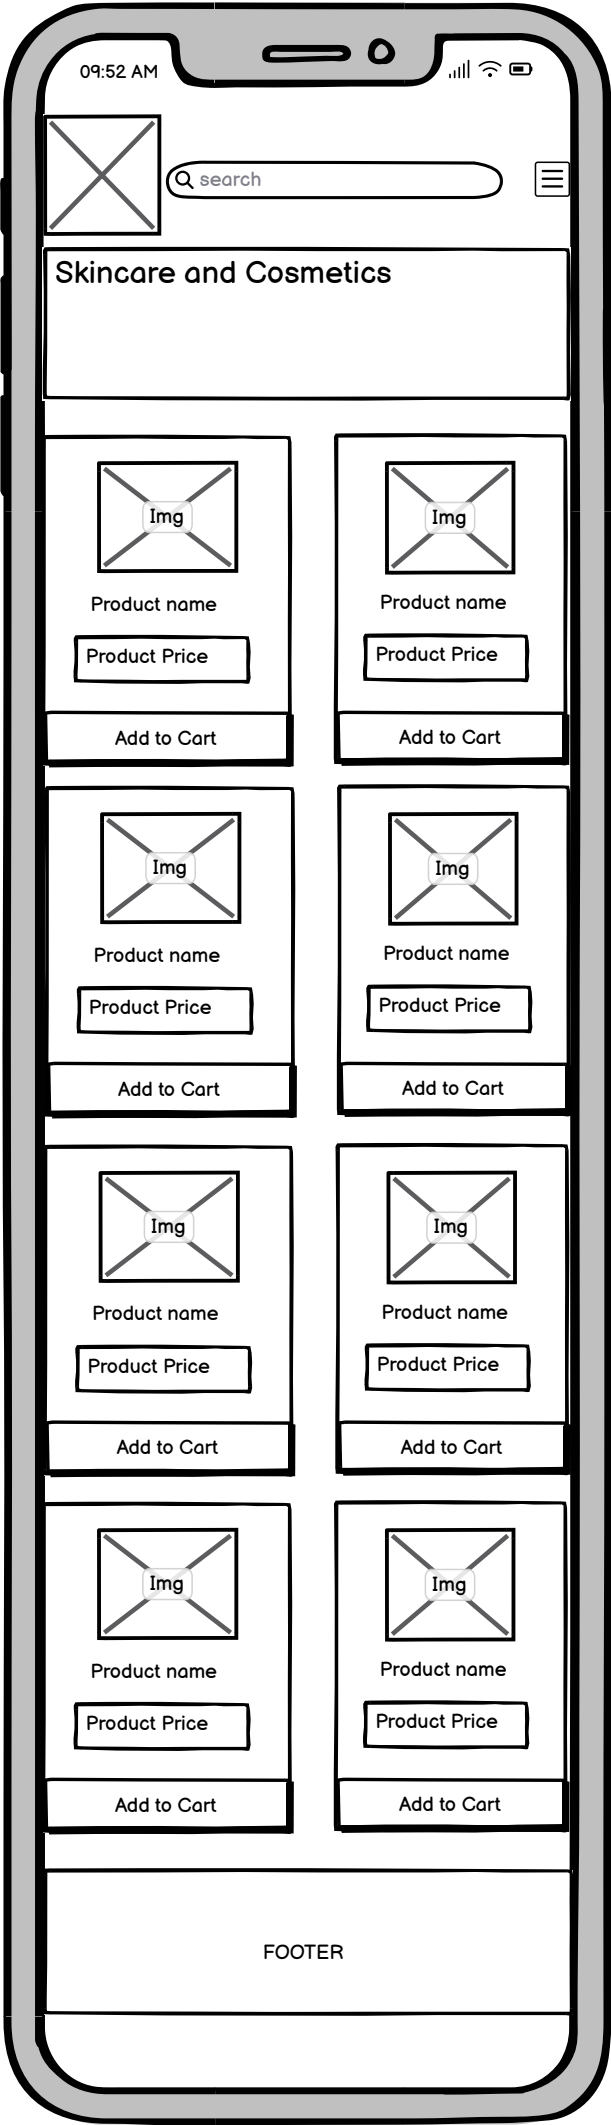 09:52 AM
search
Skincare and Cosmetics
Img
Img
Product name
Product name
Product Price
Product Price
Add to Cart
Add to Cart
Img
Img
Product name
Product name
Product Price
Product Price
Add to Cart
Add to Cart
Img
Img
Product name
Product name
Product Price
Product Price
Add to Cart
Add to Cart
Img
Img
Product name
Product name
Product Price
Product Price
Add to Cart
Add to Cart
FOOTER